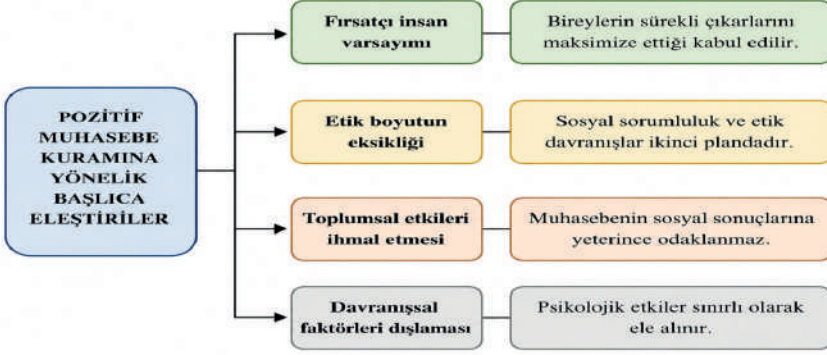 POZİTİF
MUHASEBE
KURAMINA
YÖNELİK
BAŞLICA
ELEŞTİRİLER
Fırsatçı insan
varsayımı
Bireylerin sürekli çıkarlarını
maksimize ettiği kabul edilir.
Etik boyutun
eksikliği
Sosyal sorumluluk ve etik
davranışlar ikinci plandadır.
Toplumsal etkileri
ihmal etmesi
Muhasebenin sosyal sonuçlarına
yeterince odaklanmaz.
Davranışsal
faktörleri dışlaması
Psikolojik etkiler sınırlı olarak
ele alınır.